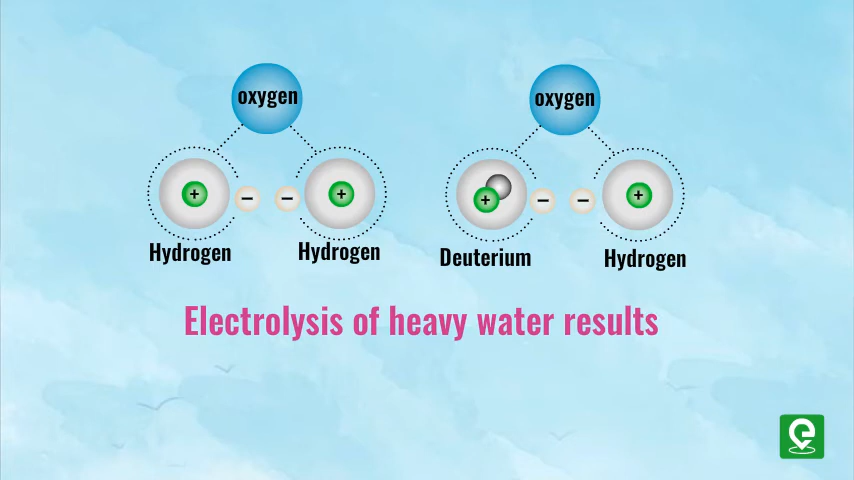 oxygen
oxygen
+
− −
+
+
− −
+
Hydrogen
Hydrogen
Deuterium
Hydrogen
Electrolysis of heavy water results